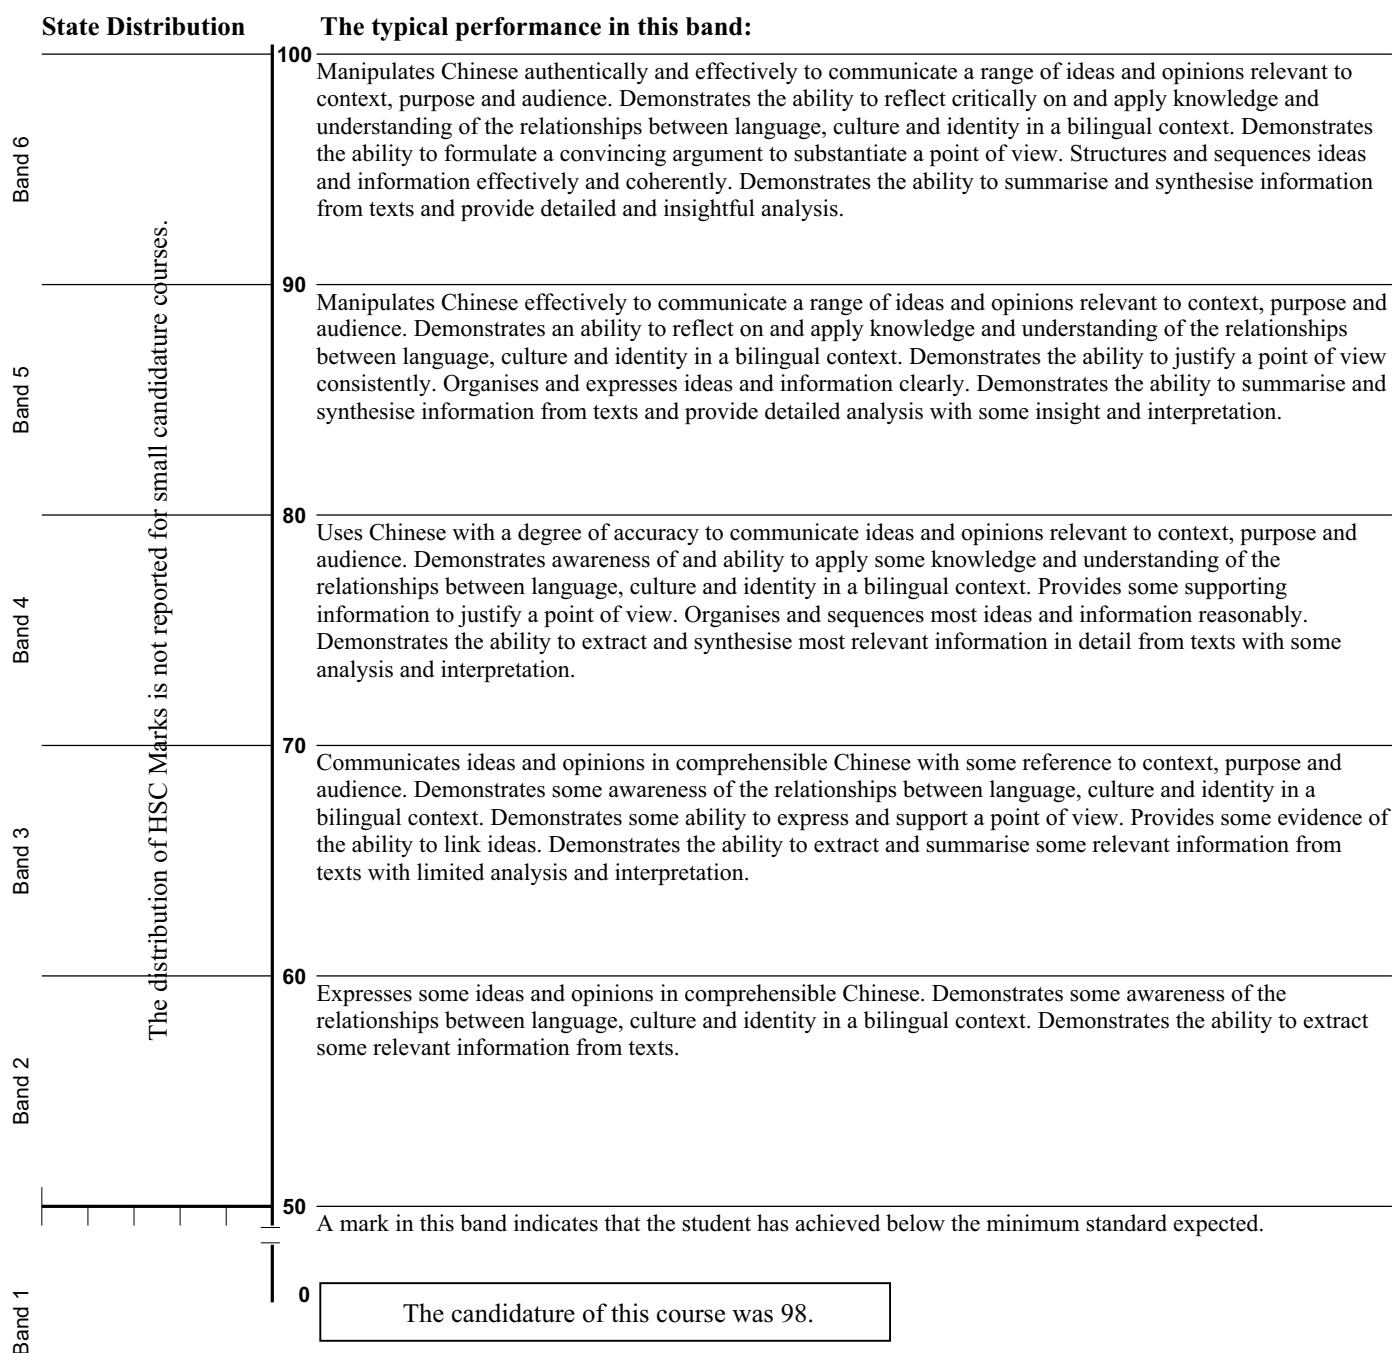 State Distribution
The typical performance in this band:
100
Band 6
Manipulates Chinese authentically and effectively to communicate a range of ideas and opinions relevant to
context, purpose and audience. Demonstrates the ability to reflect critically on and apply knowledge and
understanding of the relationships between language, culture and identity in a bilingual context. Demonstrates
the ability to formulate a convincing argument to substantiate a point of view. Structures and sequences ideas
and information effectively and coherently. Demonstrates the ability to summarise and synthesise information
from texts and provide detailed and insightful analysis.
The distribution of HSC Marks is not reported for small candidature courses.
90
Band 5
Manipulates Chinese effectively to communicate a range of ideas and opinions relevant to context, purpose and
audience. Demonstrates an ability to reflect on and apply knowledge and understanding of the relationships
between language, culture and identity in a bilingual context. Demonstrates the ability to justify a point of view
consistently. Organises and expresses ideas and information clearly. Demonstrates the ability to summarise and
synthesise information from texts and provide detailed analysis with some insight and interpretation.
80
Band 4
Uses Chinese with a degree of accuracy to communicate ideas and opinions relevant to context, purpose and
audience. Demonstrates awareness of and ability to apply some knowledge and understanding of the
relationships between language, culture and identity in a bilingual context. Provides some supporting
information to justify a point of view. Organises and sequences most ideas and information reasonably.
Demonstrates the ability to extract and synthesise most relevant information in detail from texts with some
analysis and interpretation.
70
Band 3
Communicates ideas and opinions in comprehensible Chinese with some reference to context, purpose and
audience. Demonstrates some awareness of the relationships between language, culture and identity in a
bilingual context. Demonstrates some ability to express and support a point of view. Provides some evidence of
the ability to link ideas. Demonstrates the ability to extract and summarise some relevant information from
texts with limited analysis and interpretation.
60
Band 2
Expresses some ideas and opinions in comprehensible Chinese. Demonstrates some awareness of the
relationships between language, culture and identity in a bilingual context. Demonstrates the ability to extract
some relevant information from texts.
50
Band 1
A mark in this band indicates that the student has achieved below the minimum standard expected.
0
The candidature of this course was 98.